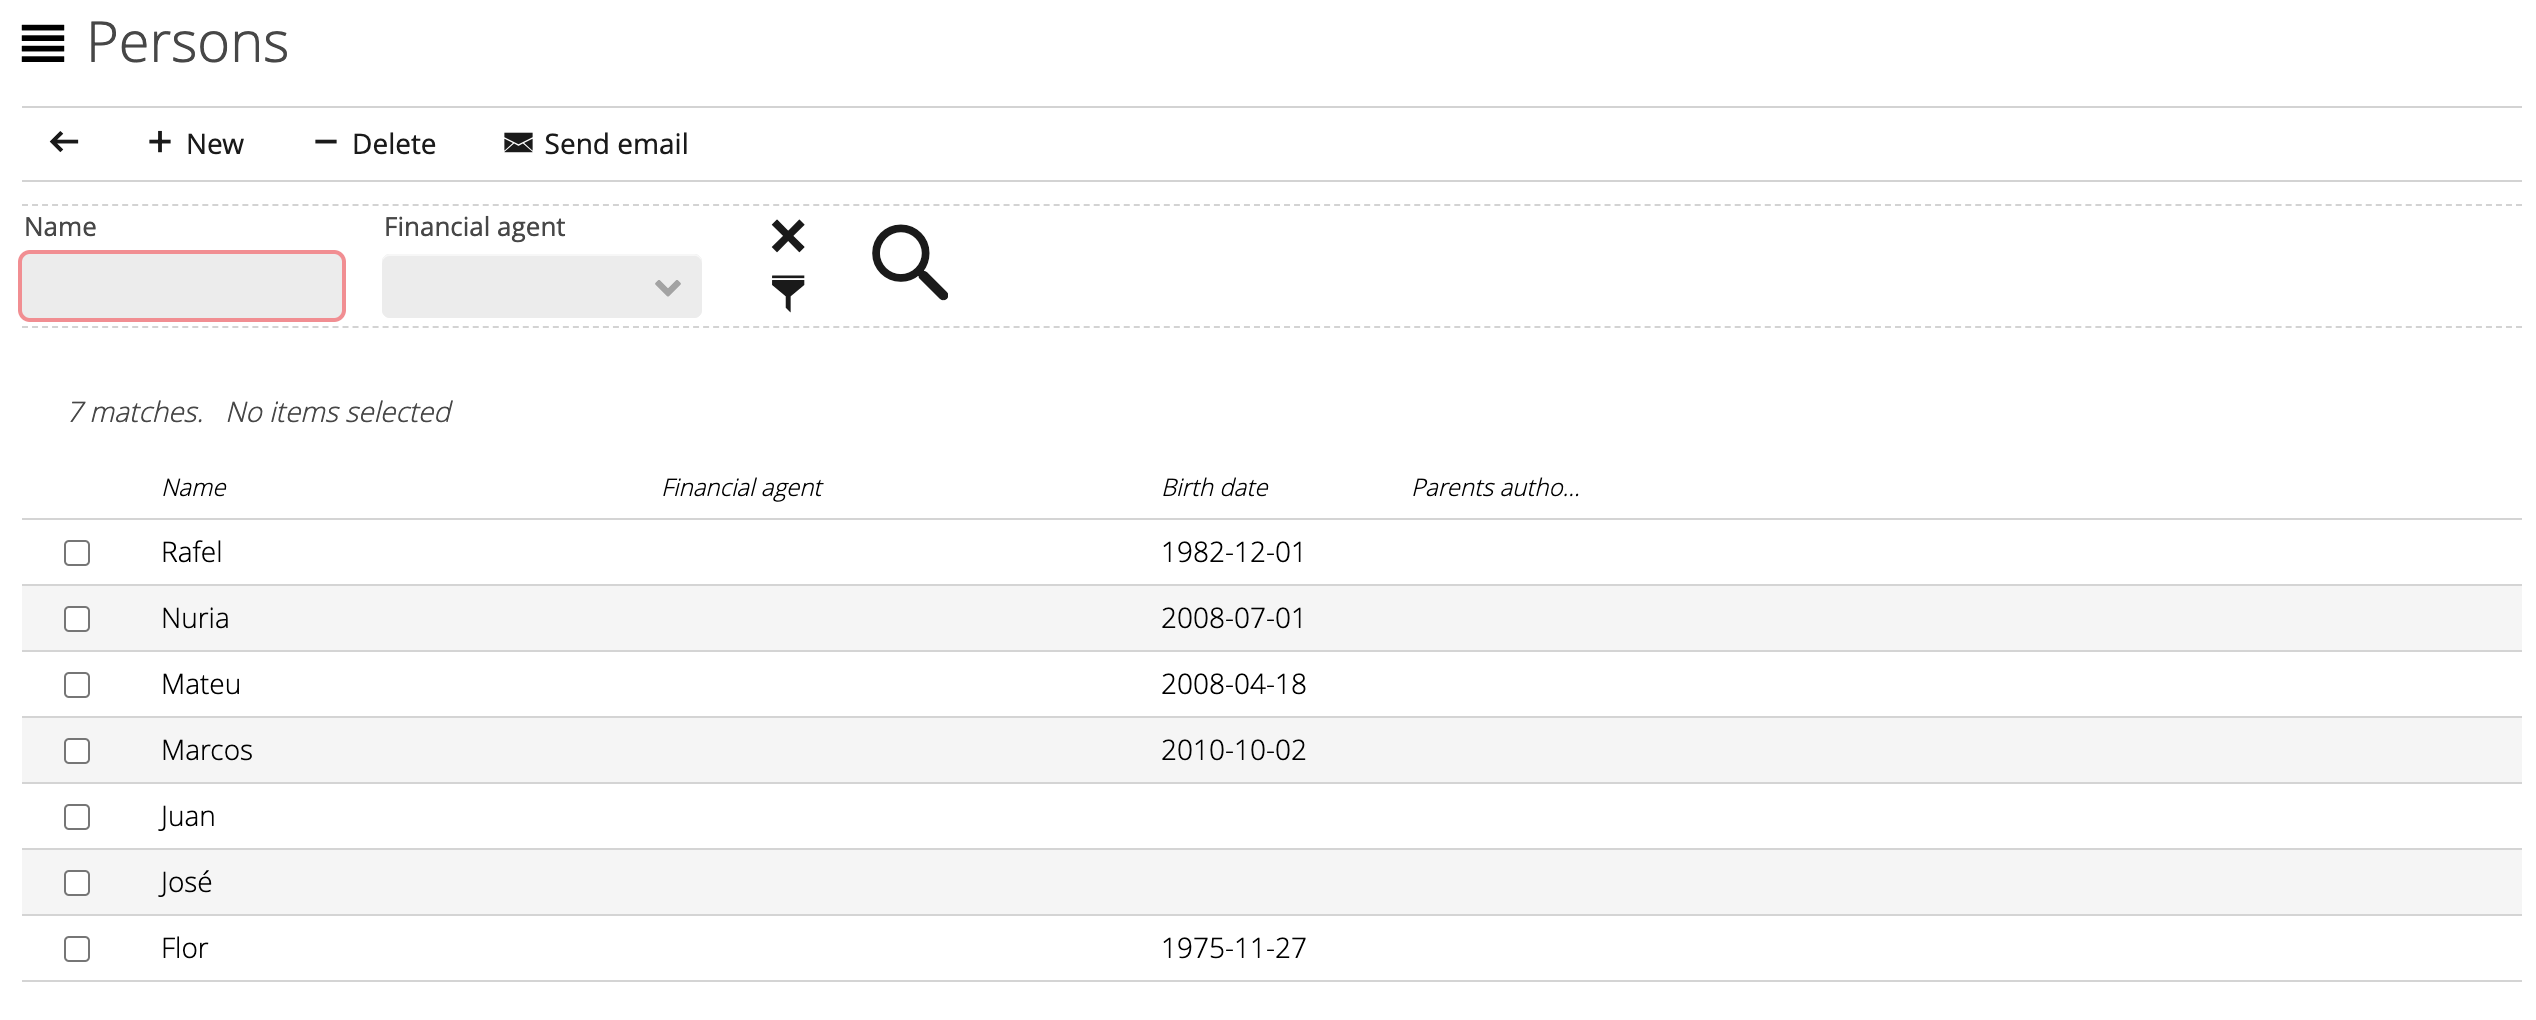 Persons
New Delete Send email
Name Financial agent
7 matches. No items selected
Name Financial agent Birth date Parents autho...
Rafel 1982-12-01
Nuria 2008-07-01
Mateu 2008-04-18
Marcos 2010-10-02
Juan
José
Flor 1975-11-27